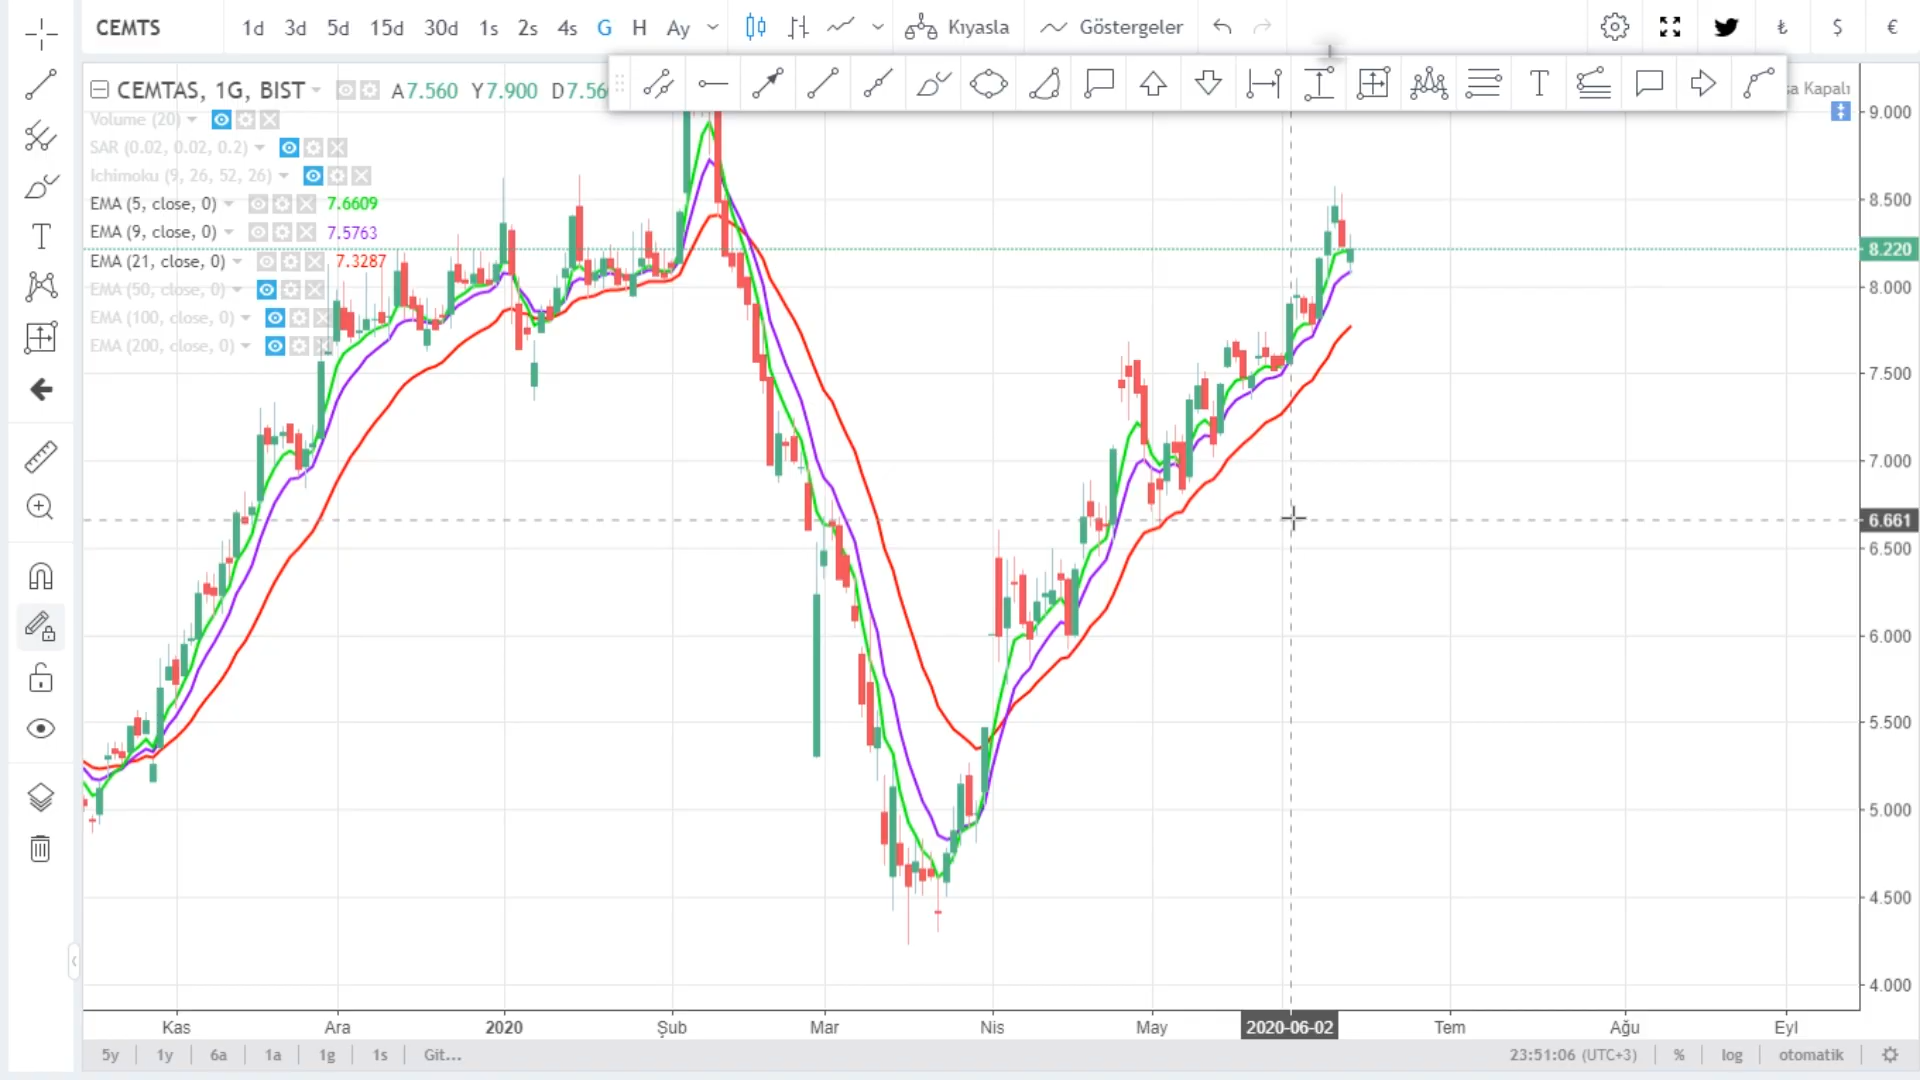 CEMTS 1d 3d 5d 15d 30d 1s 2s 4s G H Ay Kıyasla Göstergeler ₺ $ €
CEMTAS, 1G, BIST A7.560 Y7.900 D7.56
Kapalı
Volume (20)
SAR (0.02, 0.02, 0.2)
Ichimoku (9, 26, 52, 26)
EMA (5, close, 0) 7.6609
EMA (9, close, 0) 7.5763
EMA (21, close, 0) 7.3287
EMA (50, close, 0)
EMA (100, close, 0)
EMA (200, close, 0)
9.000
8.500
8.220
8.000
7.500
7.000
6.661
6.500
6.000
5.500
5.000
4.500
4.000
Kas Ara 2020 Şub Mar Nis May 2020-06-02 Tem Ağu Eyl
5y 1y 6a 1a 1g 1s Git... 23:51:06 (UTC+3) % log otomatik